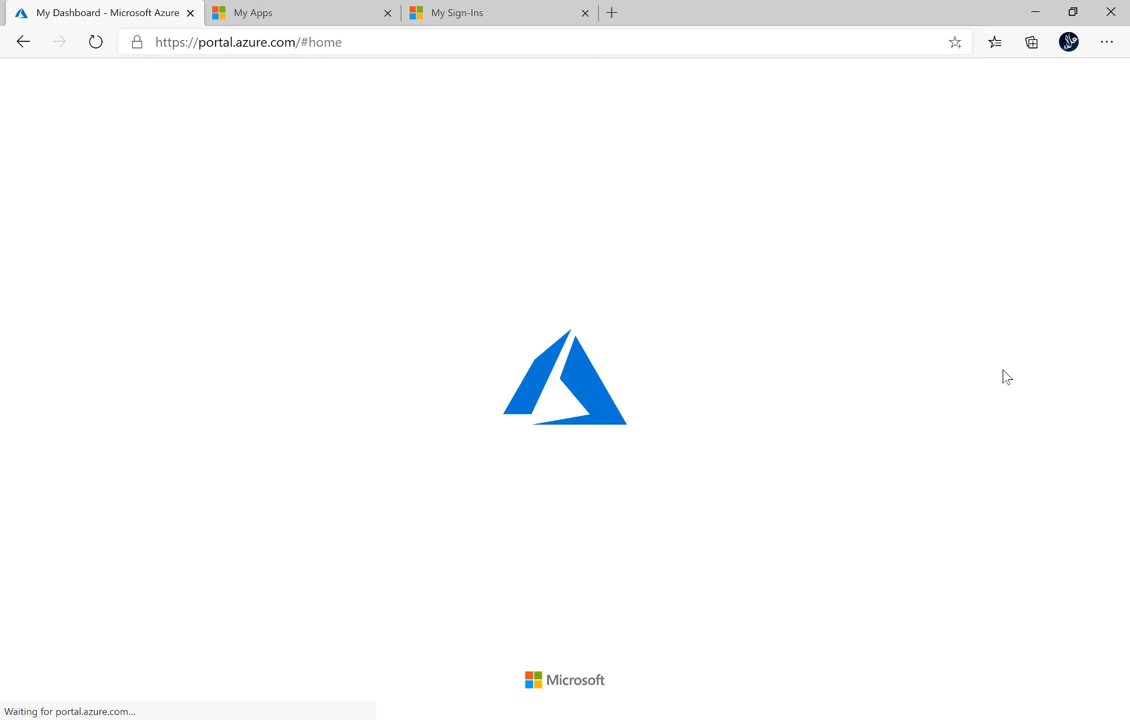 My Dashboard - Microsoft Azure
My Apps
My Sign-Ins
https://portal.azure.com/#home
Microsoft
Waiting for portal.azure.com...